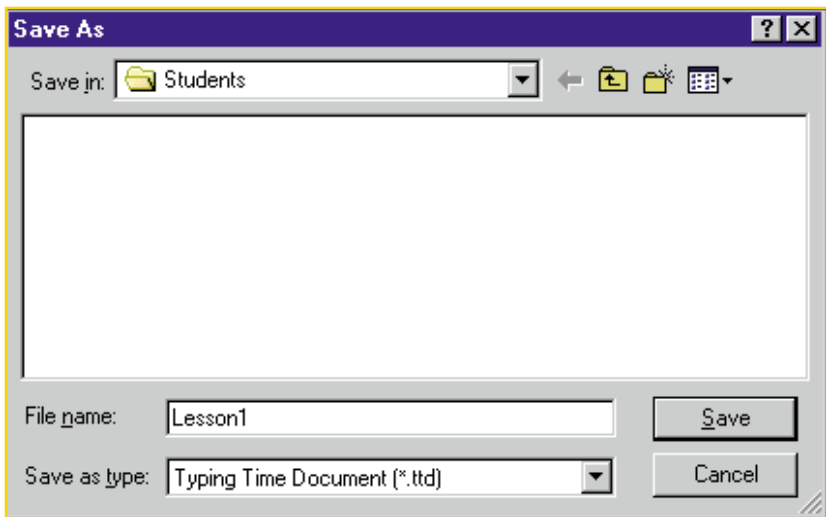 Save As
Save in: Students
File name: Lesson1 Save
Save as type: Typing Time Document (*.ttd) Cancel